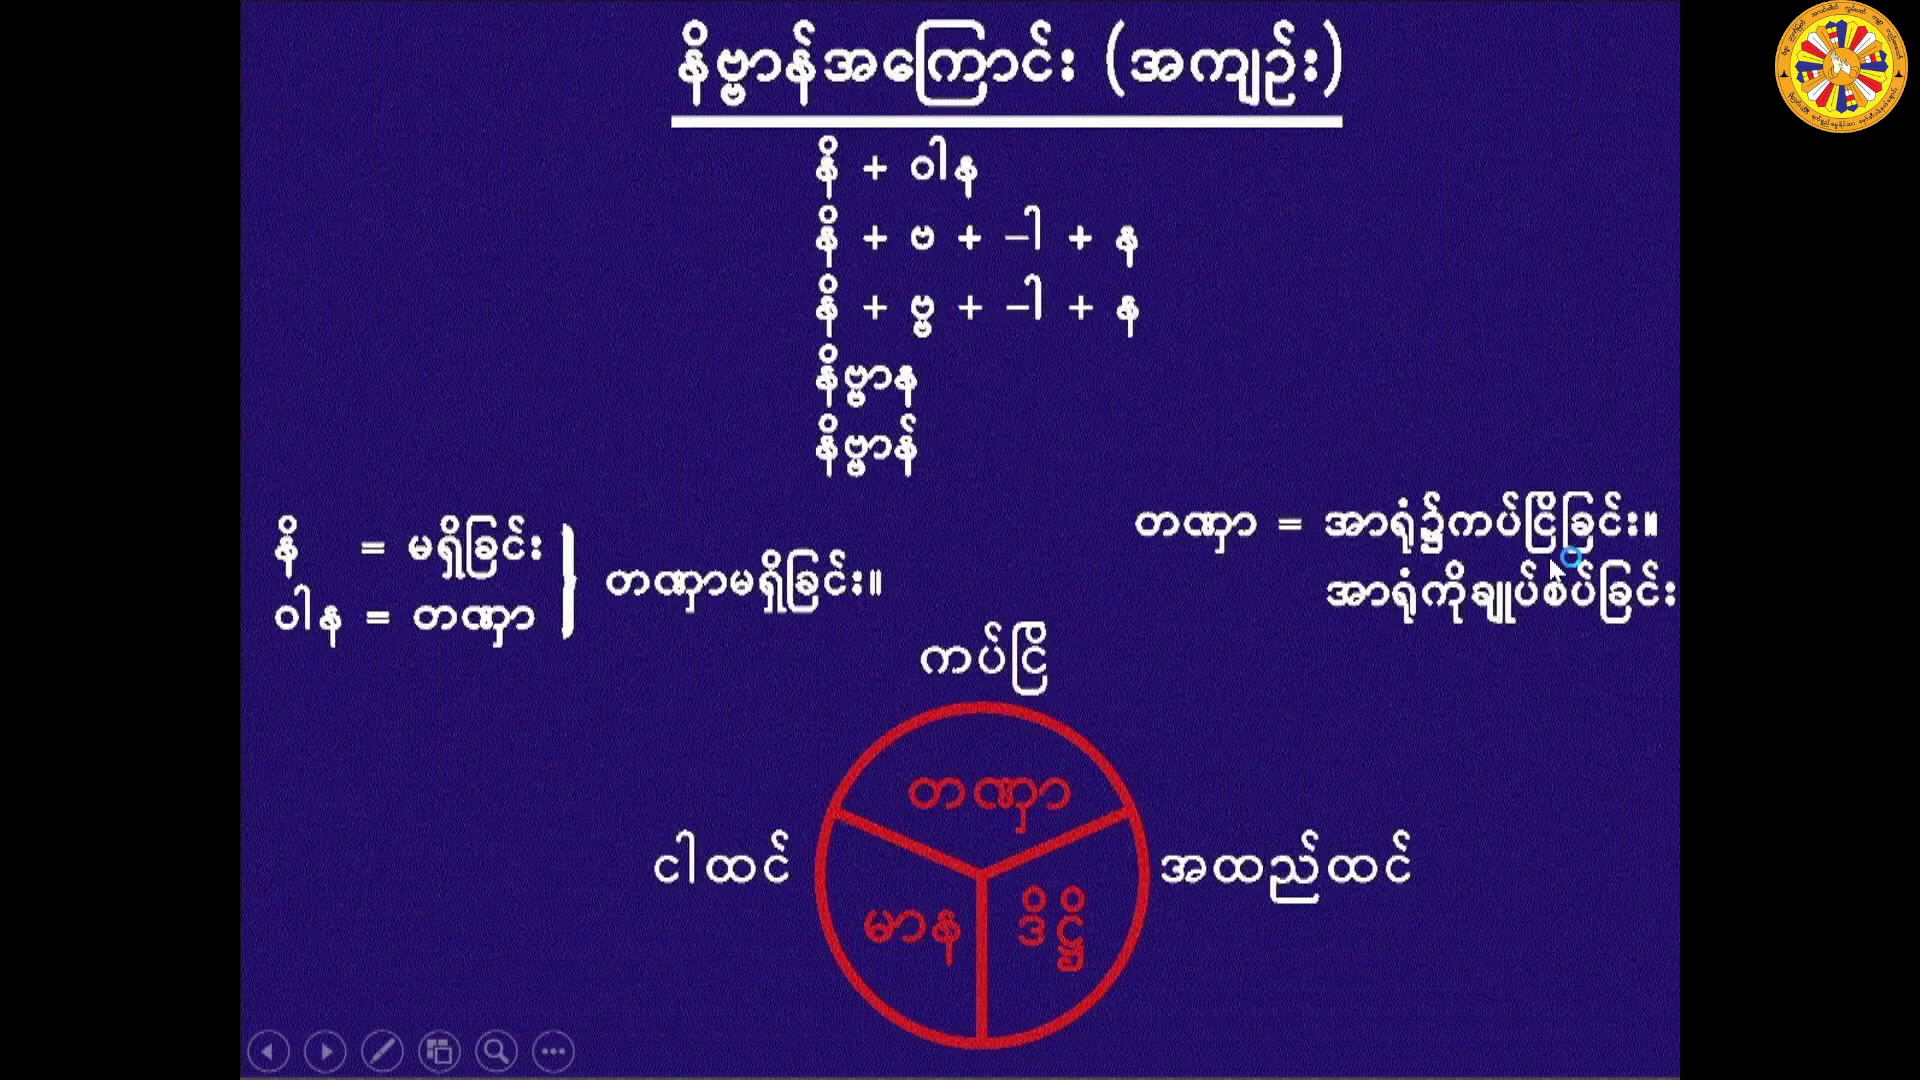 နိဗ္ဗာန်အကြောင်း (အကျဉ်း)
နိ + ဝါန
နိ + ဗ + –ါ + န
နိ + ဗ္ဗ + –ါ + န
နိဗ္ဗာန
နိဗ္ဗာန်
နိ = မရှိခြင်း
ဝါန = တဏှာ
တဏှာမရှိခြင်း။
တဏှာ = အာရုံ၌ကပ်ငြိခြင်း။
အာရုံကိုချုပ်စပ်ခြင်း
ကပ်ငြိ
တဏှာ
ငါထင်
အထည်ထင်
မာန
ဒိဋ္ဌိ